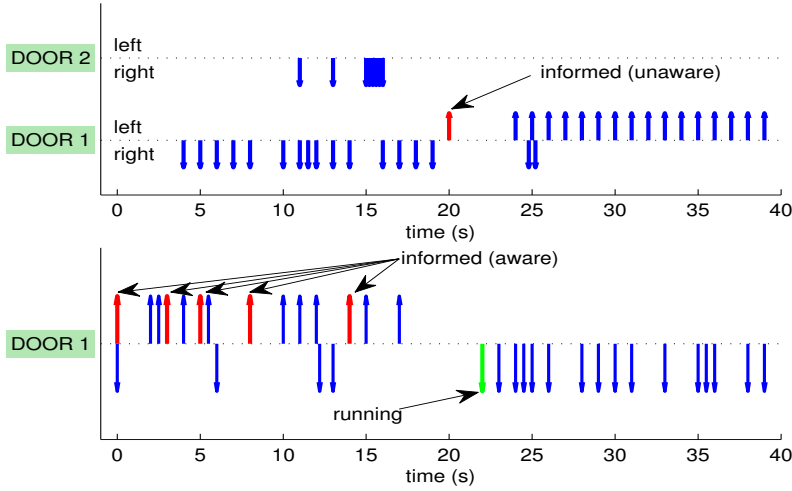 left
DOOR 2
right
informed (unaware)
left
DOOR 1
right
0 5 10 15 20 25 30 35 40
time (s)
informed (aware)
DOOR 1
running
0 5 10 15 20 25 30 35 40
time (s)